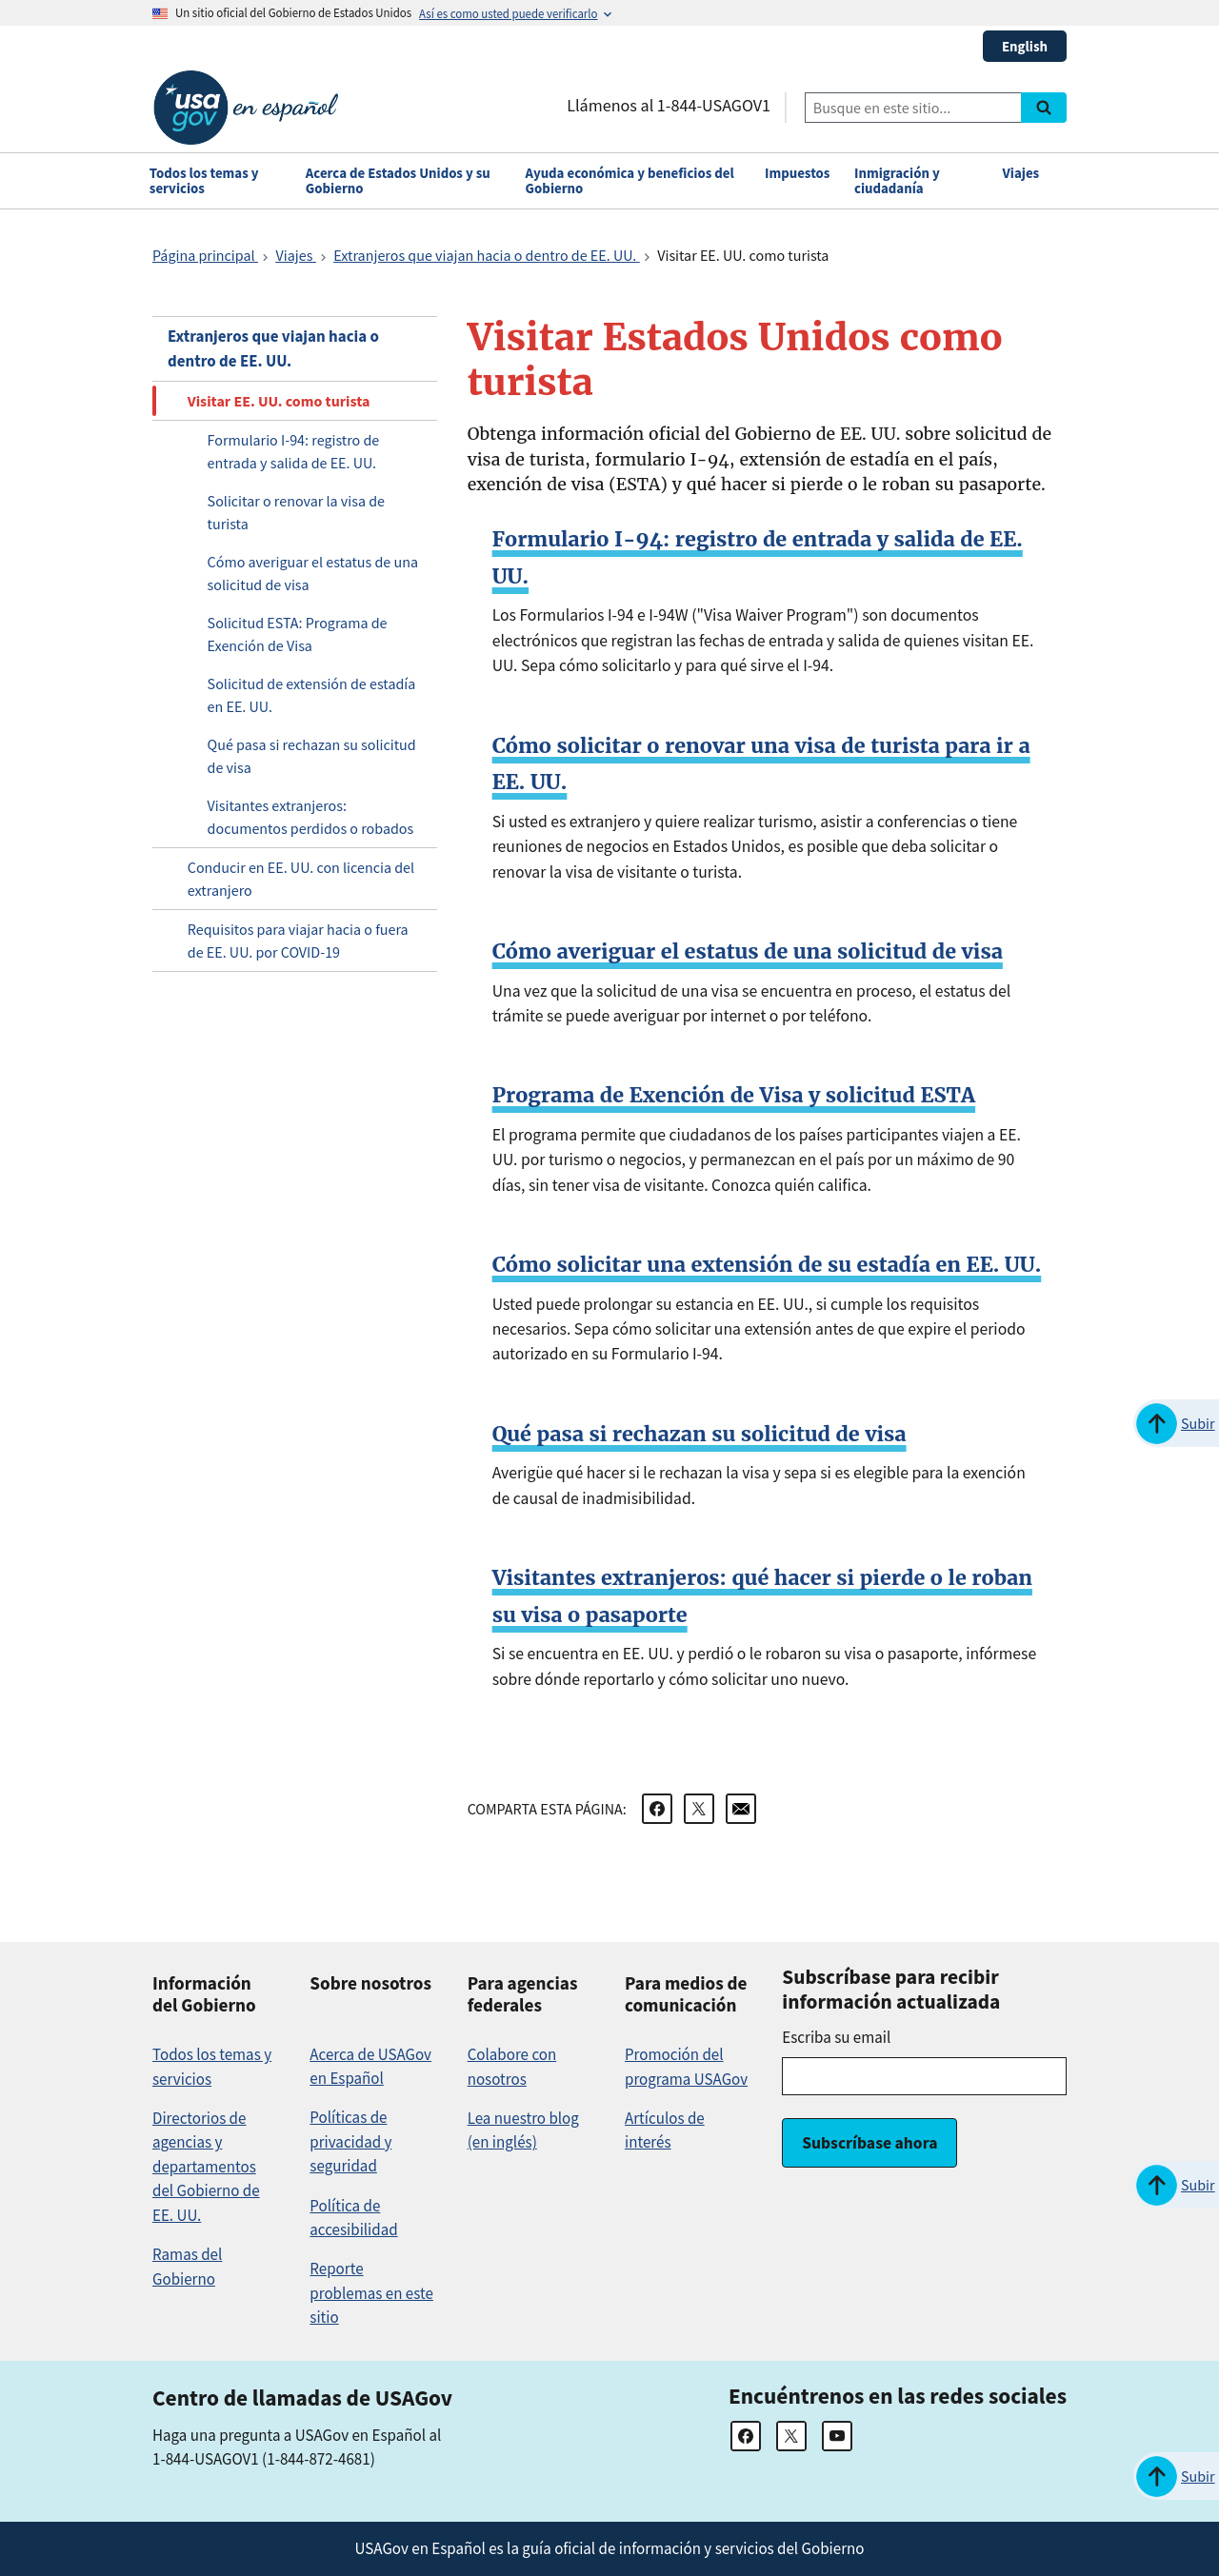 Un sitio oficial del Gobierno de Estados Unidos Así es como usted puede verificarlo
English
usa gov en español
Llámenos al 1-844-USAGOV1
Busque en este sitio...
Todos los temas y servicios
Acerca de Estados Unidos y su Gobierno
Ayuda económica y beneficios del Gobierno
Impuestos
Inmigración y ciudadanía
Viajes
Página principal > Viajes > Extranjeros que viajan hacia o dentro de EE. UU. > Visitar EE. UU. como turista
Extranjeros que viajan hacia o
dentro de EE. UU.
Visitar EE. UU. como turista
Formulario I-94: registro de
entrada y salida de EE. UU.
Solicitar o renovar la visa de
turista
Cómo averiguar el estatus de una
solicitud de visa
Solicitud ESTA: Programa de
Exención de Visa
Solicitud de extensión de estadía
en EE. UU.
Qué pasa si rechazan su solicitud
de visa
Visitantes extranjeros:
documentos perdidos o robados
Conducir en EE. UU. con licencia del
extranjero
Requisitos para viajar hacia o fuera
de EE. UU. por COVID-19
Visitar Estados Unidos como
turista
Obtenga información oficial del Gobierno de EE. UU. sobre solicitud de
visa de turista, formulario I-94, extensión de estadía en el país,
exención de visa (ESTA) y qué hacer si pierde o le roban su pasaporte.
Formulario I-94: registro de entrada y salida de EE.
UU.
Los Formularios I-94 e I-94W ("Visa Waiver Program") son documentos
electrónicos que registran las fechas de entrada y salida de quienes visitan EE.
UU. Sepa cómo solicitarlo y para qué sirve el I-94.
Cómo solicitar o renovar una visa de turista para ir a
EE. UU.
Si usted es extranjero y quiere realizar turismo, asistir a conferencias o tiene
reuniones de negocios en Estados Unidos, es posible que deba solicitar o
renovar la visa de visitante o turista.
Cómo averiguar el estatus de una solicitud de visa
Una vez que la solicitud de una visa se encuentra en proceso, el estatus del
trámite se puede averiguar por internet o por teléfono.
Programa de Exención de Visa y solicitud ESTA
El programa permite que ciudadanos de los países participantes viajen a EE.
UU. por turismo o negocios, y permanezcan en el país por un máximo de 90
días, sin tener visa de visitante. Conozca quién califica.
Cómo solicitar una extensión de su estadía en EE. UU.
Usted puede prolongar su estancia en EE. UU., si cumple los requisitos
necesarios. Sepa cómo solicitar una extensión antes de que expire el periodo
autorizado en su Formulario I-94.
Subir
Qué pasa si rechazan su solicitud de visa
Averigüe qué hacer si le rechazan la visa y sepa si es elegible para la exención
de causal de inadmisibilidad.
Visitantes extranjeros: qué hacer si pierde o le roban
su visa o pasaporte
Si se encuentra en EE. UU. y perdió o le robaron su visa o pasaporte, infórmese
sobre dónde reportarlo y cómo solicitar uno nuevo.
COMPARTA ESTA PÁGINA:
Información
del Gobierno
Todos los temas y
servicios
Directorios de
agencias y
departamentos
del Gobierno de
EE. UU.
Ramas del
Gobierno
Sobre nosotros
Acerca de USAGov
en Español
Políticas de
privacidad y
seguridad
Política de
accesibilidad
Reporte
problemas en este
sitio
Para agencias
federales
Colabore con
nosotros
Lea nuestro blog
(en inglés)
Para medios de
comunicación
Promoción del
programa USAGov
Artículos de
interés
Subscríbase para recibir
información actualizada
Escriba su email
Subscríbase ahora
Subir
Centro de llamadas de USAGov
Haga una pregunta a USAGov en Español al
1-844-USAGOV1 (1-844-872-4681)
Encuéntrenos en las redes sociales
Subir
USAGov en Español es la guía oficial de información y servicios del Gobierno